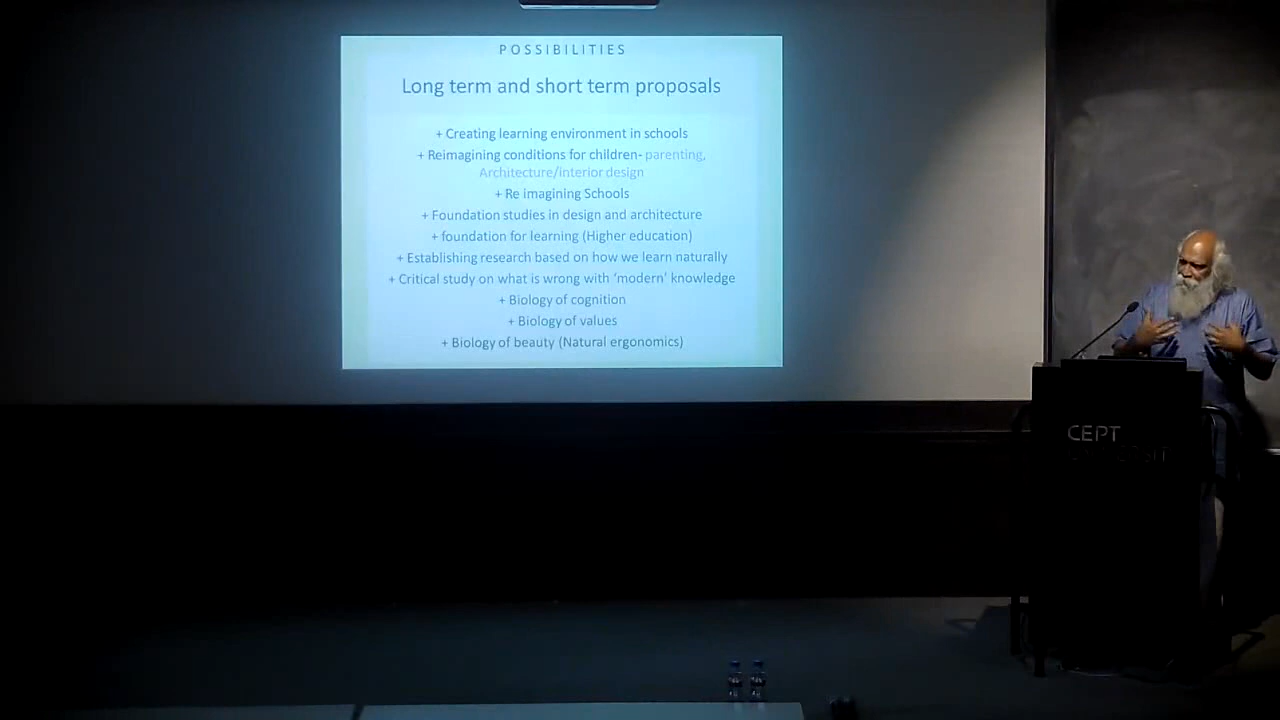 POSSIBILITIES
Long term and short term proposals
+ Creating learning environment in schools
+ Reimagining conditions for children- parenting,
Architecture/interior design
+ Re imagining Schools
+ Foundation studies in design and architecture
+ foundation for learning (Higher education)
+ Establishing research based on how we learn naturally
+ Critical study on what is wrong with ‘modern’ knowledge
+ Biology of cognition
+ Biology of values
+ Biology of beauty (Natural ergonomics)
CEPT